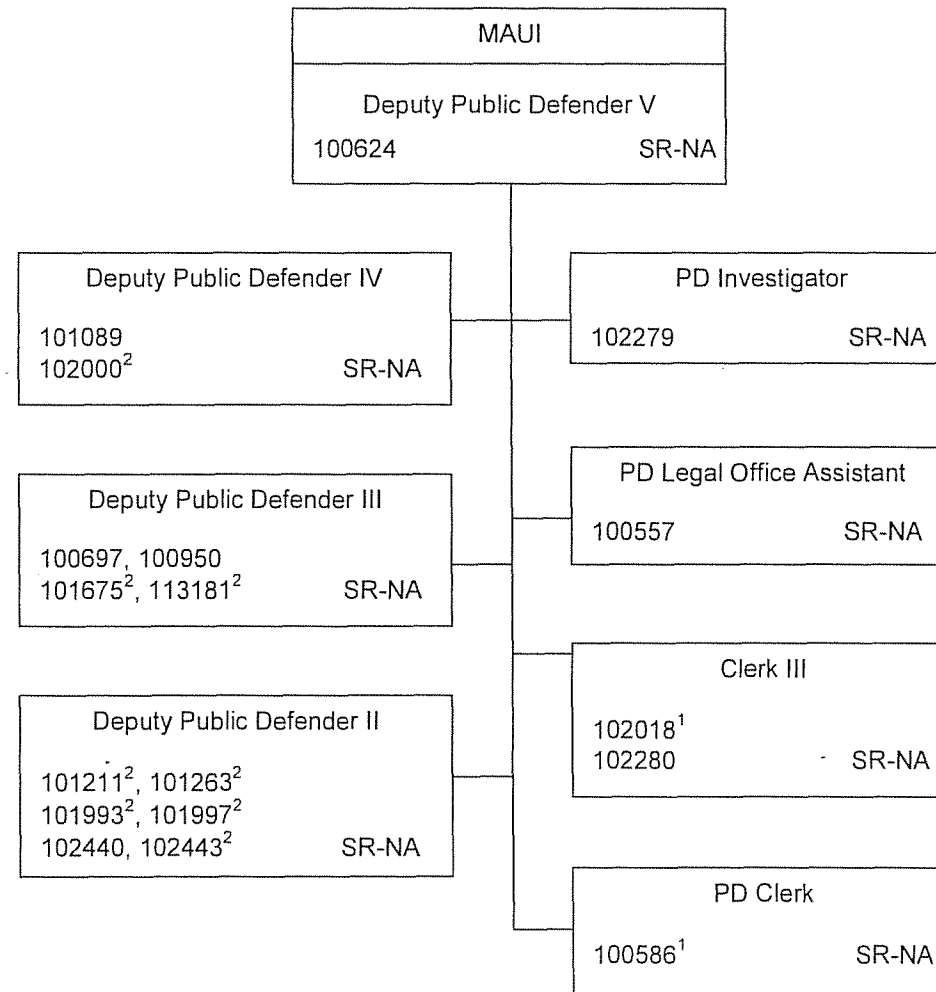 MAUI
Deputy Public Defender V
100624 SR-NA
Deputy Public Defender IV
101089
102000² SR-NA
PD Investigator
102279 SR-NA
Deputy Public Defender III
100697, 100950
101675², 113181² SR-NA
PD Legal Office Assistant
100557 SR-NA
Deputy Public Defender II
101211², 101263²
101993², 101997²
102440, 102443² SR-NA
Clerk III
102018¹
102280 SR-NA
PD Clerk
100586¹ SR-NA